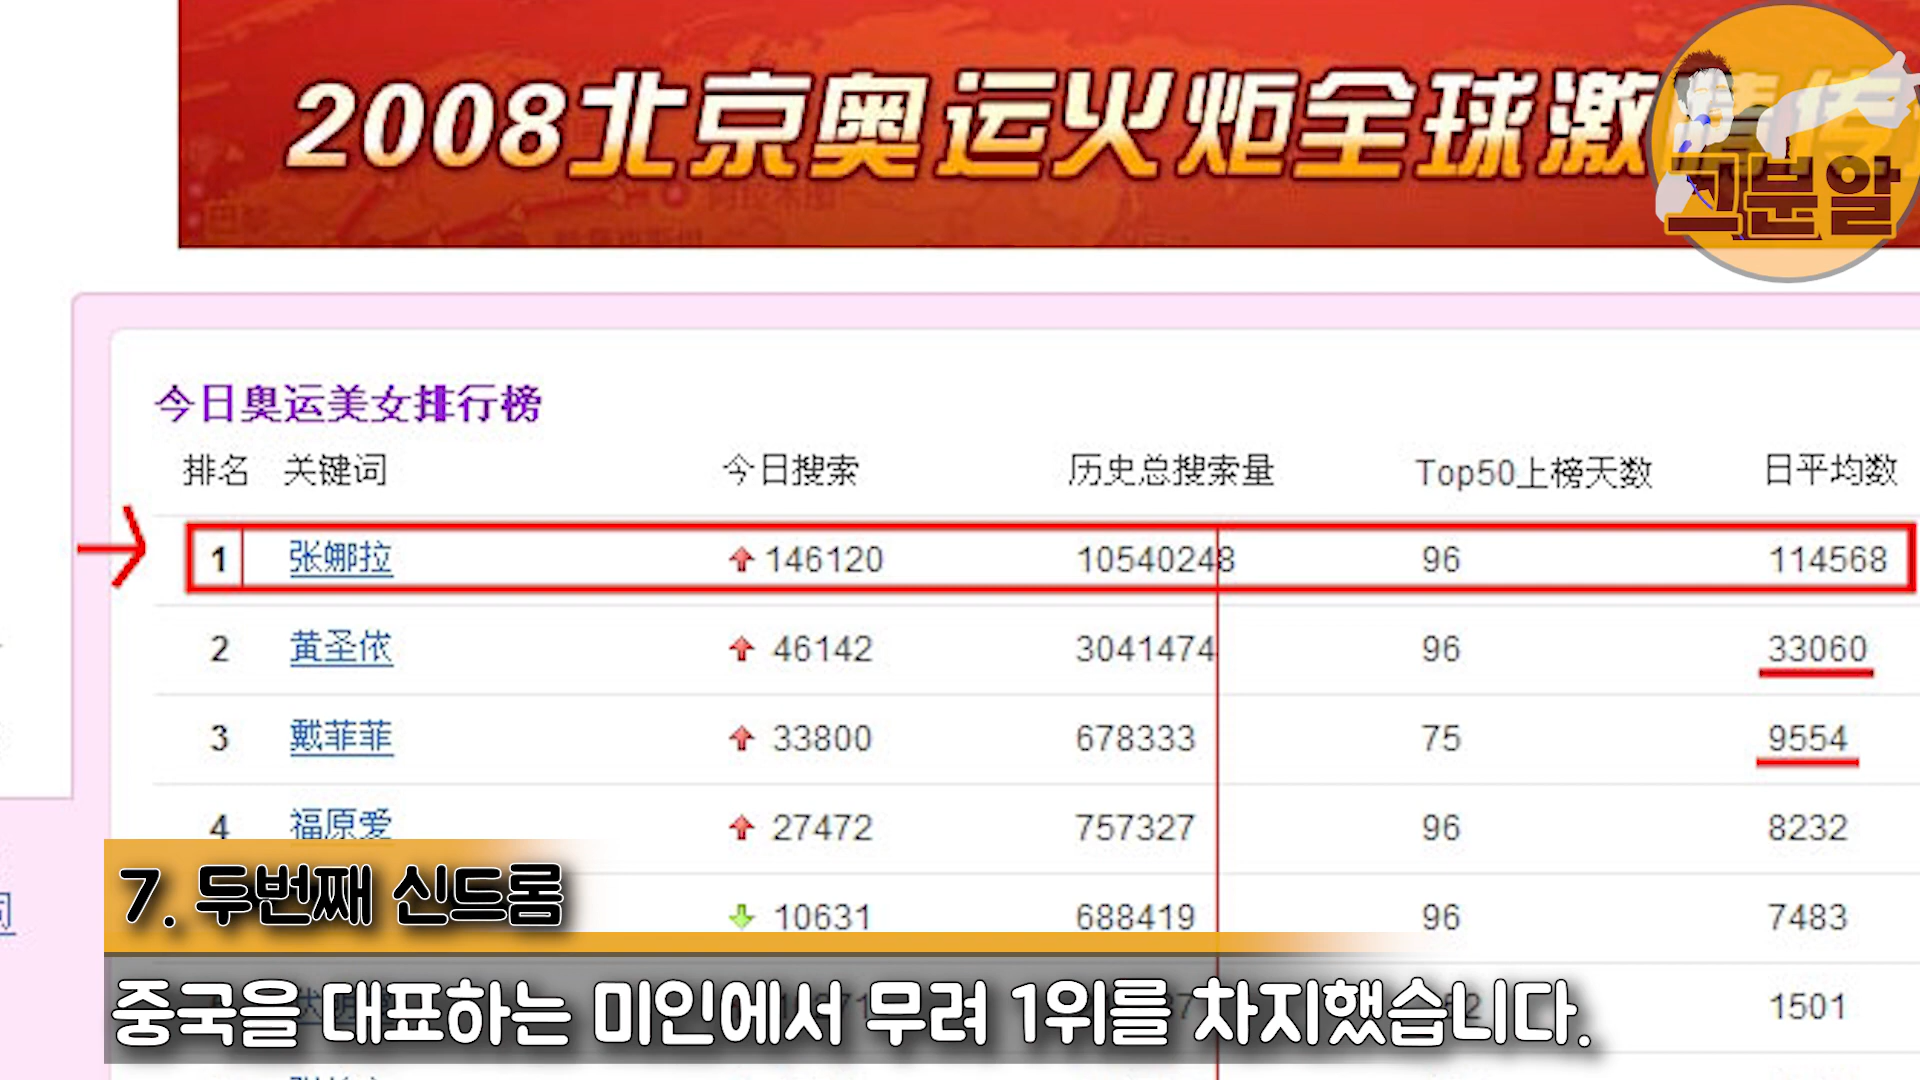 2008北京奥运火炬全球激情传
그분알
今日奥运美女排行榜
排名 关键词 今日搜索 历史总搜索量 Top50上榜天数 日平均数
1 张娜拉 146120 10540248 96 114568
2 黄圣依 46142 3041474 96 33060
3 戴菲菲 33800 678333 75 9554
4 福原爱 27472 757327 96 8232
10631 688419 96 7483
7. 두번째 신드롬
1501
중국을 대표하는 미인에서 무려 1위를 차지했습니다.